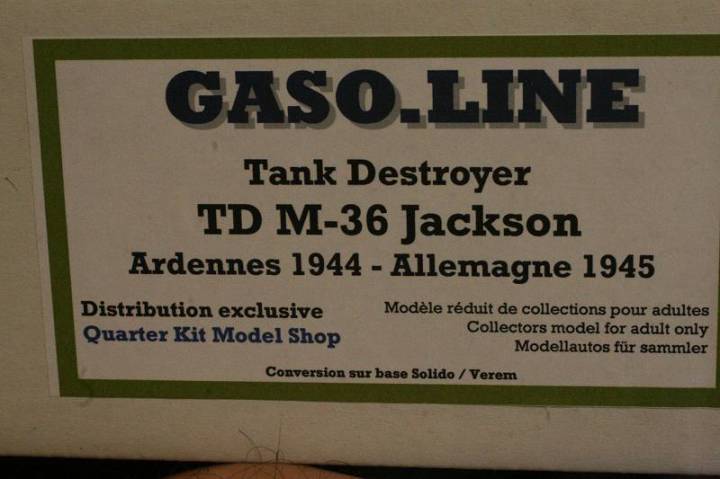 GASO.LINE
Tank Destroyer
TD M-36 Jackson
Ardennes 1944 - Allemagne 1945
Distribution exclusive
Quarter Kit Model Shop
Modèle réduit de collections pour adultes
Collectors model for adult only
Modellautos für sammler
Conversion sur base Solido / Verem